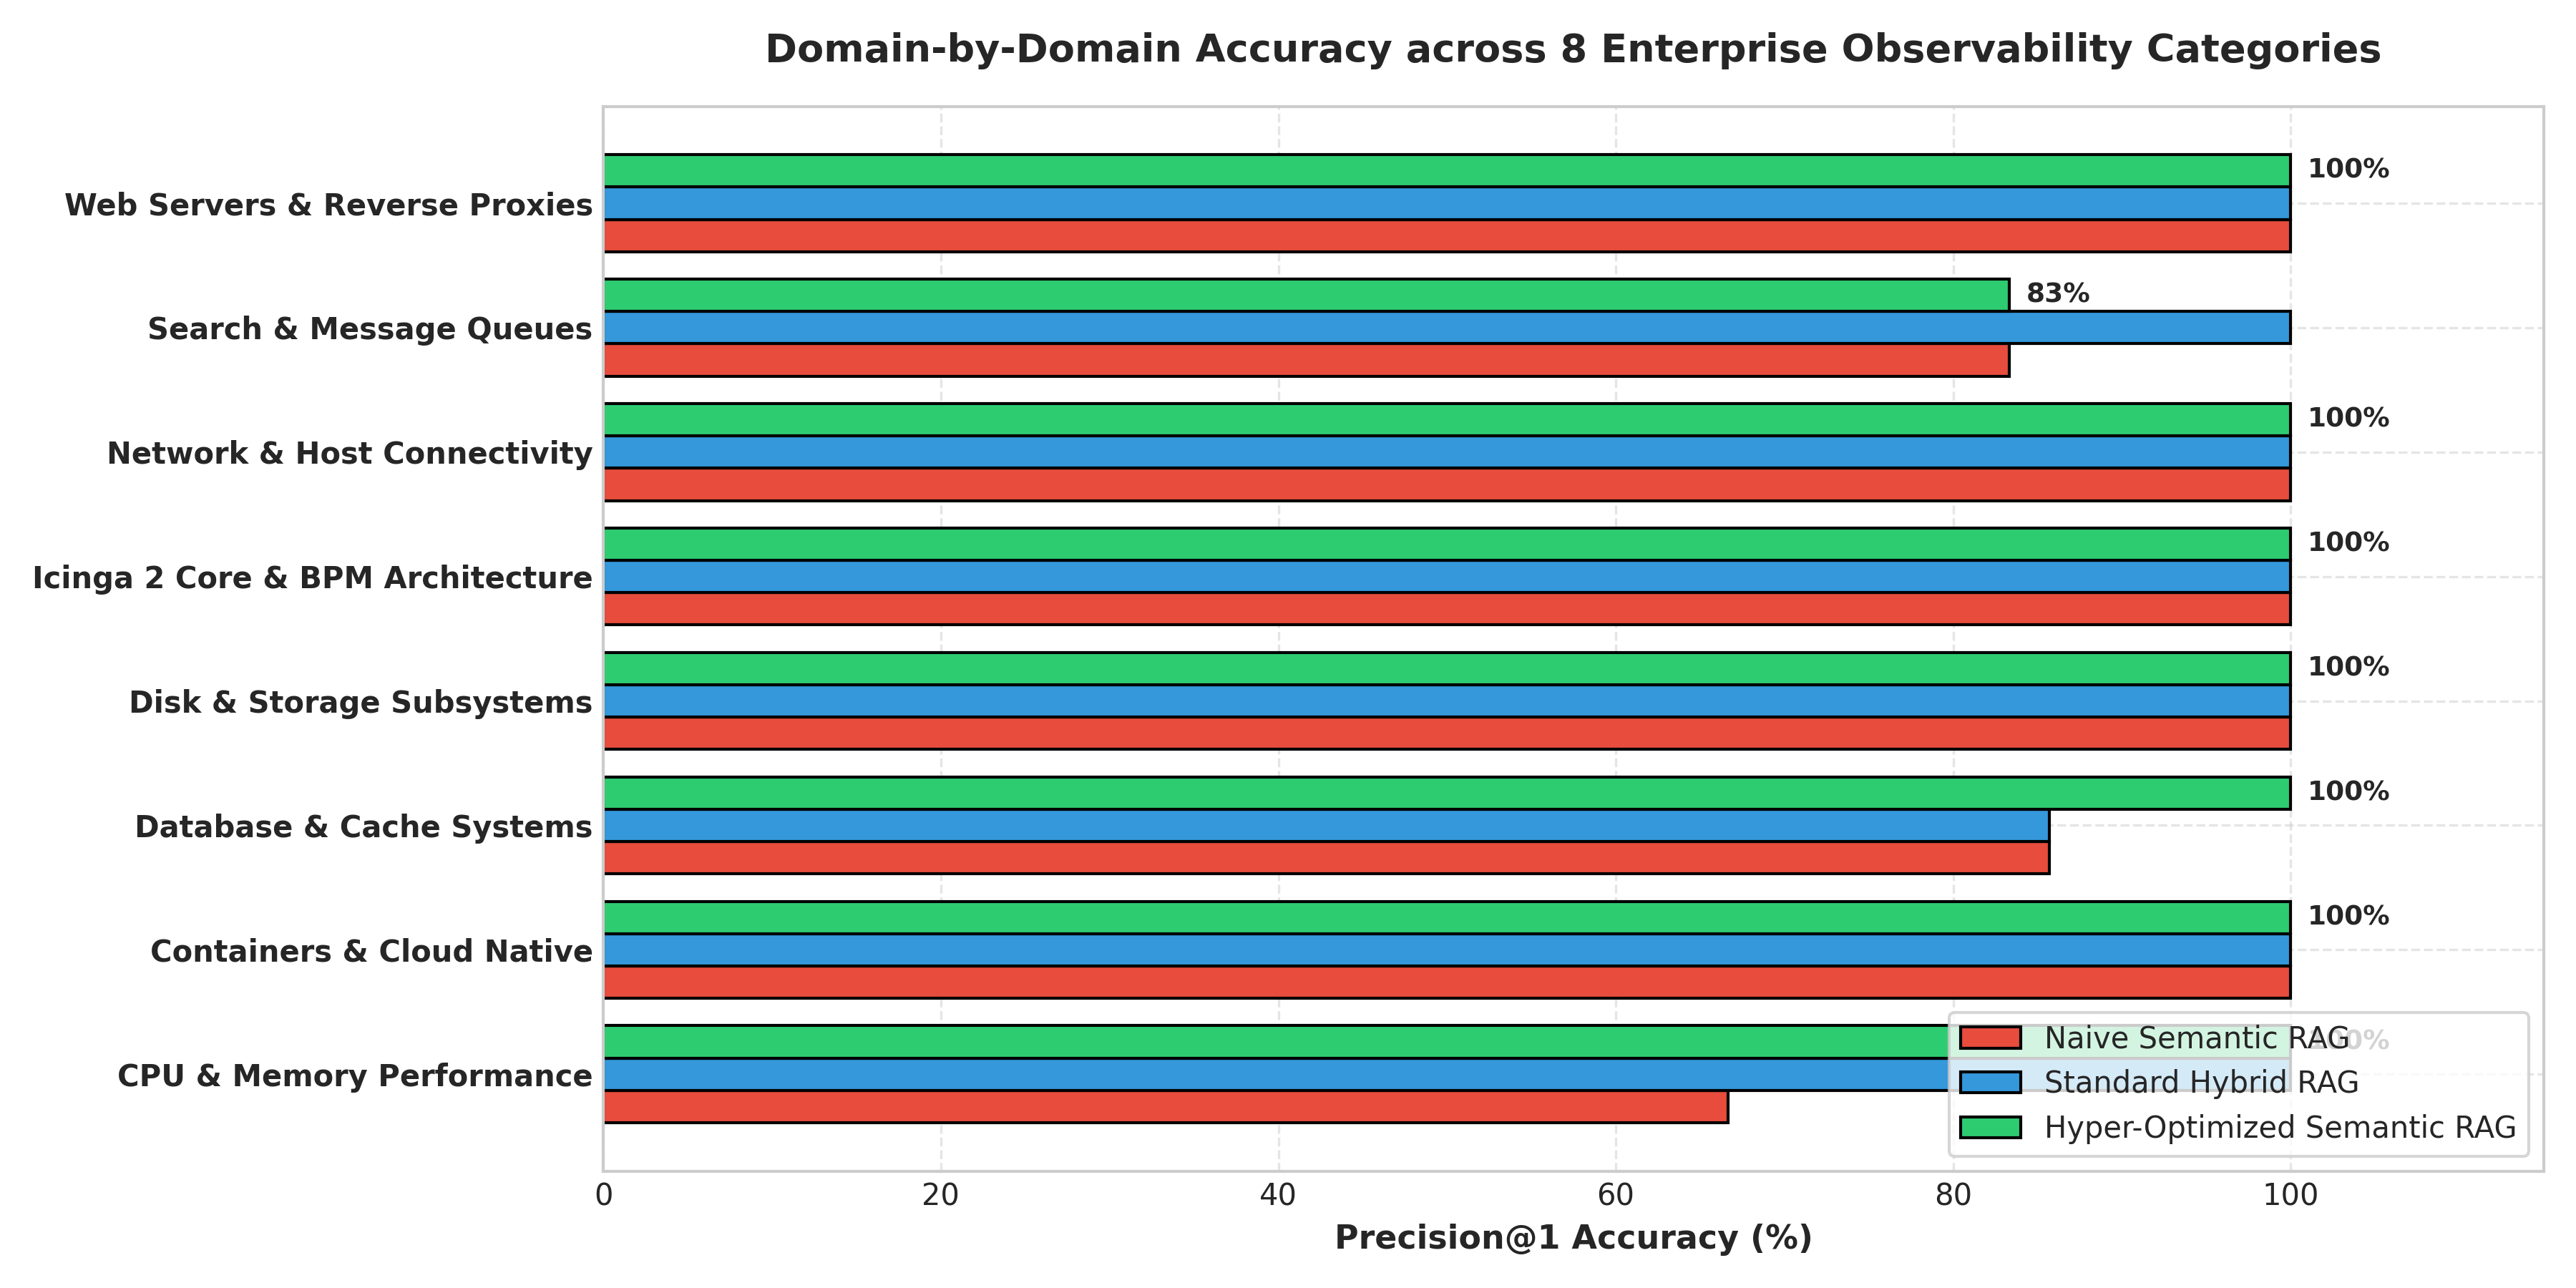 Domain-by-Domain Accuracy across 8 Enterprise Observability Categories
Web Servers & Reverse Proxies
100%
Search & Message Queues
83%
Network & Host Connectivity
100%
Icinga 2 Core & BPM Architecture
100%
Disk & Storage Subsystems
100%
Database & Cache Systems
100%
Containers & Cloud Native
100%
CPU & Memory Performance
100%
Naive Semantic RAG
Standard Hybrid RAG
Hyper-Optimized Semantic RAG
0 20 40 60 80 100
Precision@1 Accuracy (%)